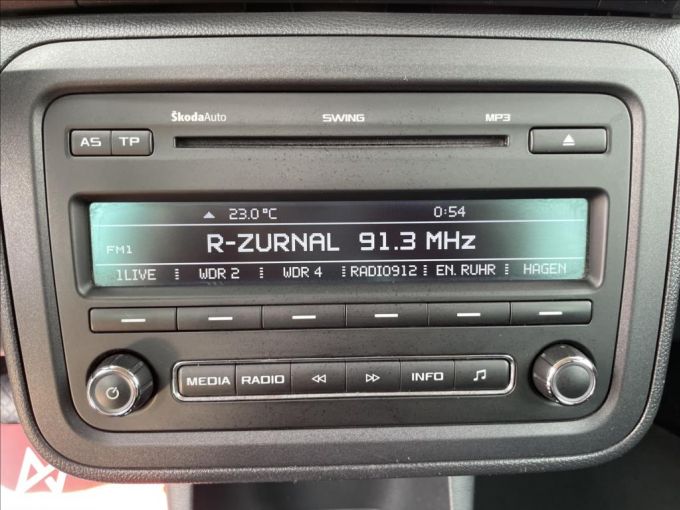 ŠkodaAuto SWING MP3
AS TP
23.0°C 0:54
FM1 R-ZURNAL 91.3 MHz
1LIVE WDR 2 WDR 4 RADIO912 EN. RUHR HAGEN
MEDIA RADIO INFO